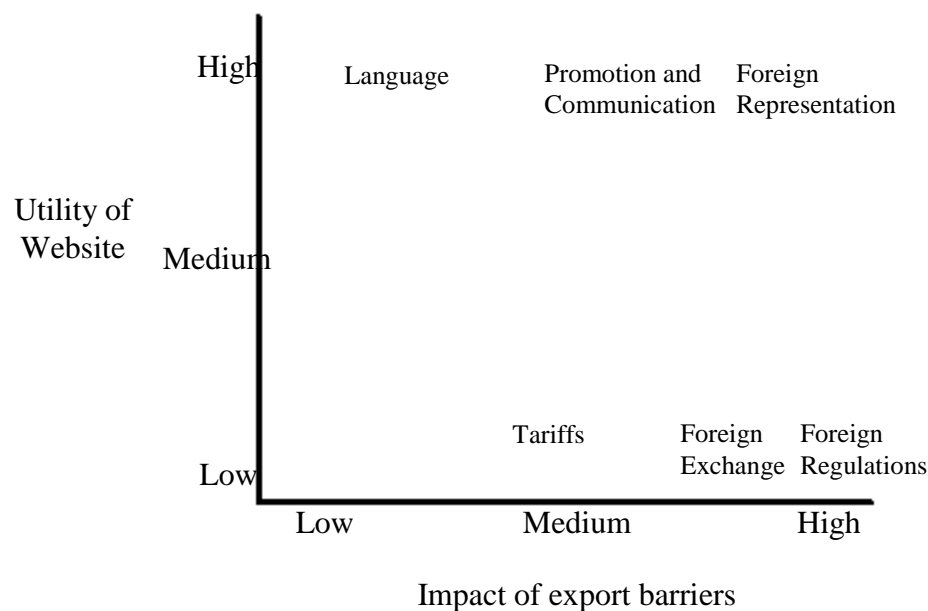 High
Language
Promotion and
Communication
Foreign
Representation
Utility of
Website
Medium
Tariffs
Foreign
Exchange
Foreign
Regulations
Low
Low
Medium
High
Impact of export barriers